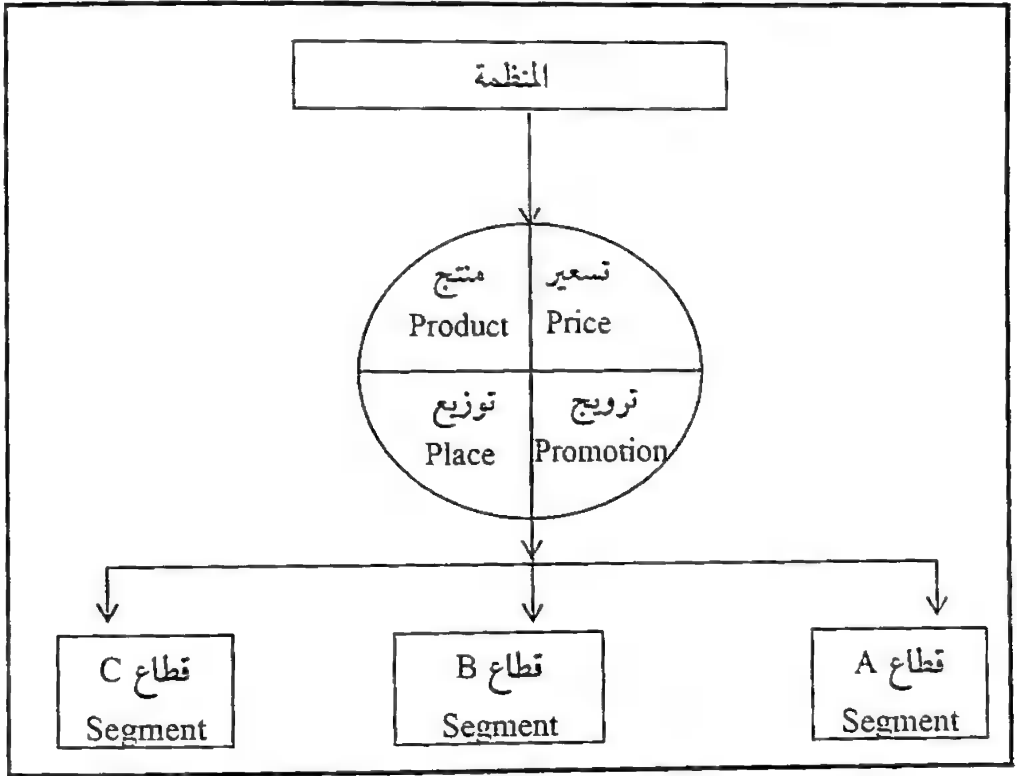 المنظمة
تسعير
Price
منتج
Product
ترويج
Promotion
توزيع
Place
قطاع A
Segment
قطاع B
Segment
قطاع C
Segment